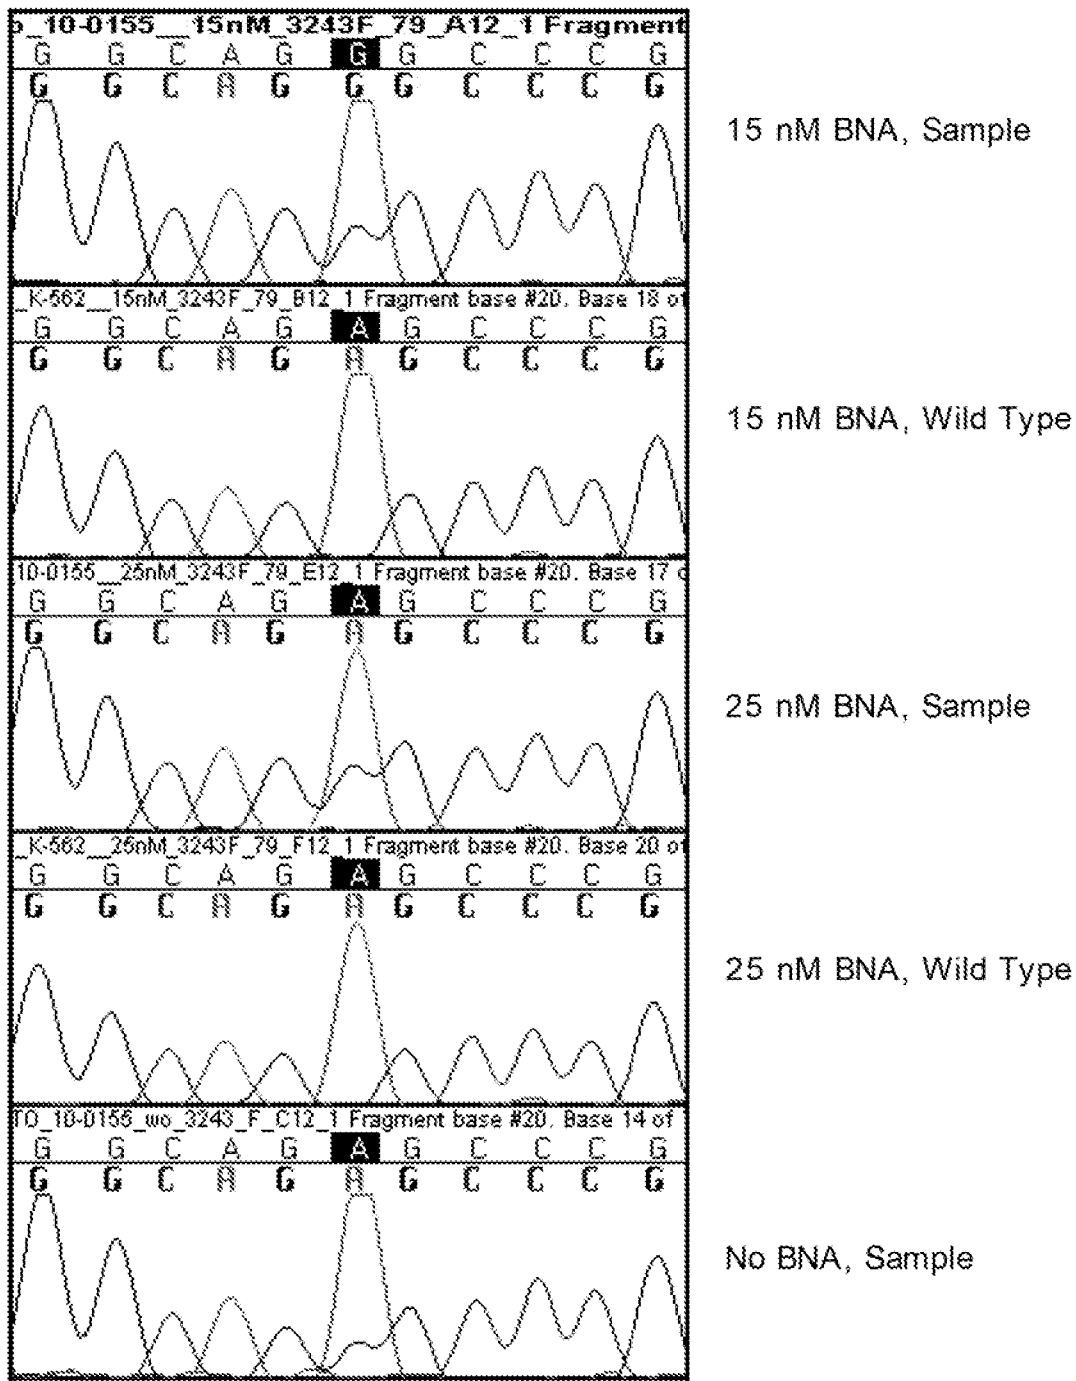 o_10-0155__15nM_3243F_79_A12_1 Fragment
G G C A G G G C C C G
G G C A G G G C C C G
15 nM BNA, Sample
_K-562__15nM_3243F_79_B12_1 Fragment base #20. Base 18 of
G G C A G A G C C C G
G G C A G A G C C C G
15 nM BNA, Wild Type
10-0155__25nM_3243F_79_E12_1 Fragment base #20. Base 17 o
G G C A G A G C C C G
G G C A G A G C C C G
25 nM BNA, Sample
_K-562__25nM_3243F_79_F12_1 Fragment base #20. Base 20 of
G G C A G A G C C C G
G G C A G A G C C C G
25 nM BNA, Wild Type
TO_10-0155_wo_3243_F_C12_1 Fragment base #20. Base 14 of
G G C A G A G C C C G
G G C A G A G C C C G
No BNA, Sample